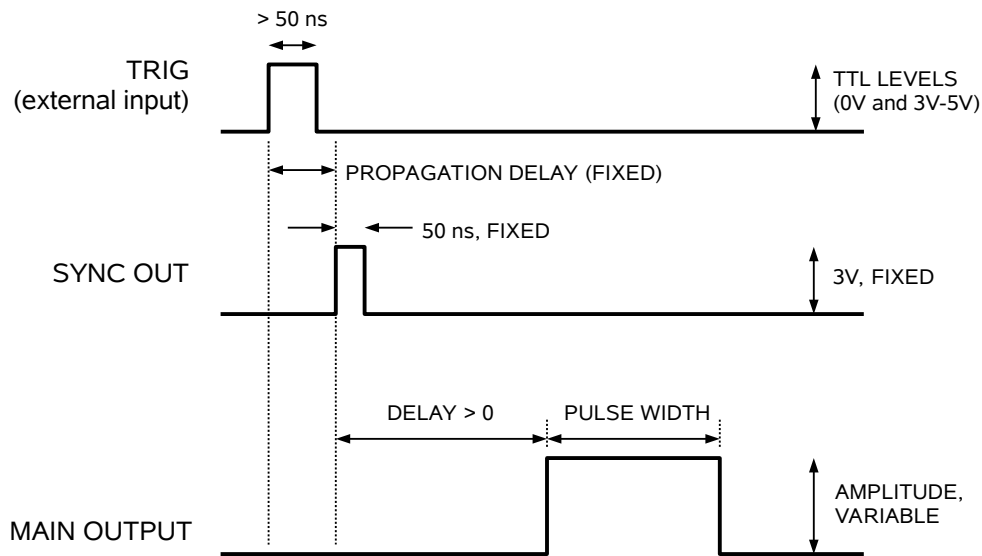 > 50 ns
TRIG
(external input)
TTL LEVELS
(0V and 3V-5V)
PROPAGATION DELAY (FIXED)
50 ns, FIXED
SYNC OUT
3V, FIXED
DELAY > 0
PULSE WIDTH
AMPLITUDE,
VARIABLE
MAIN OUTPUT